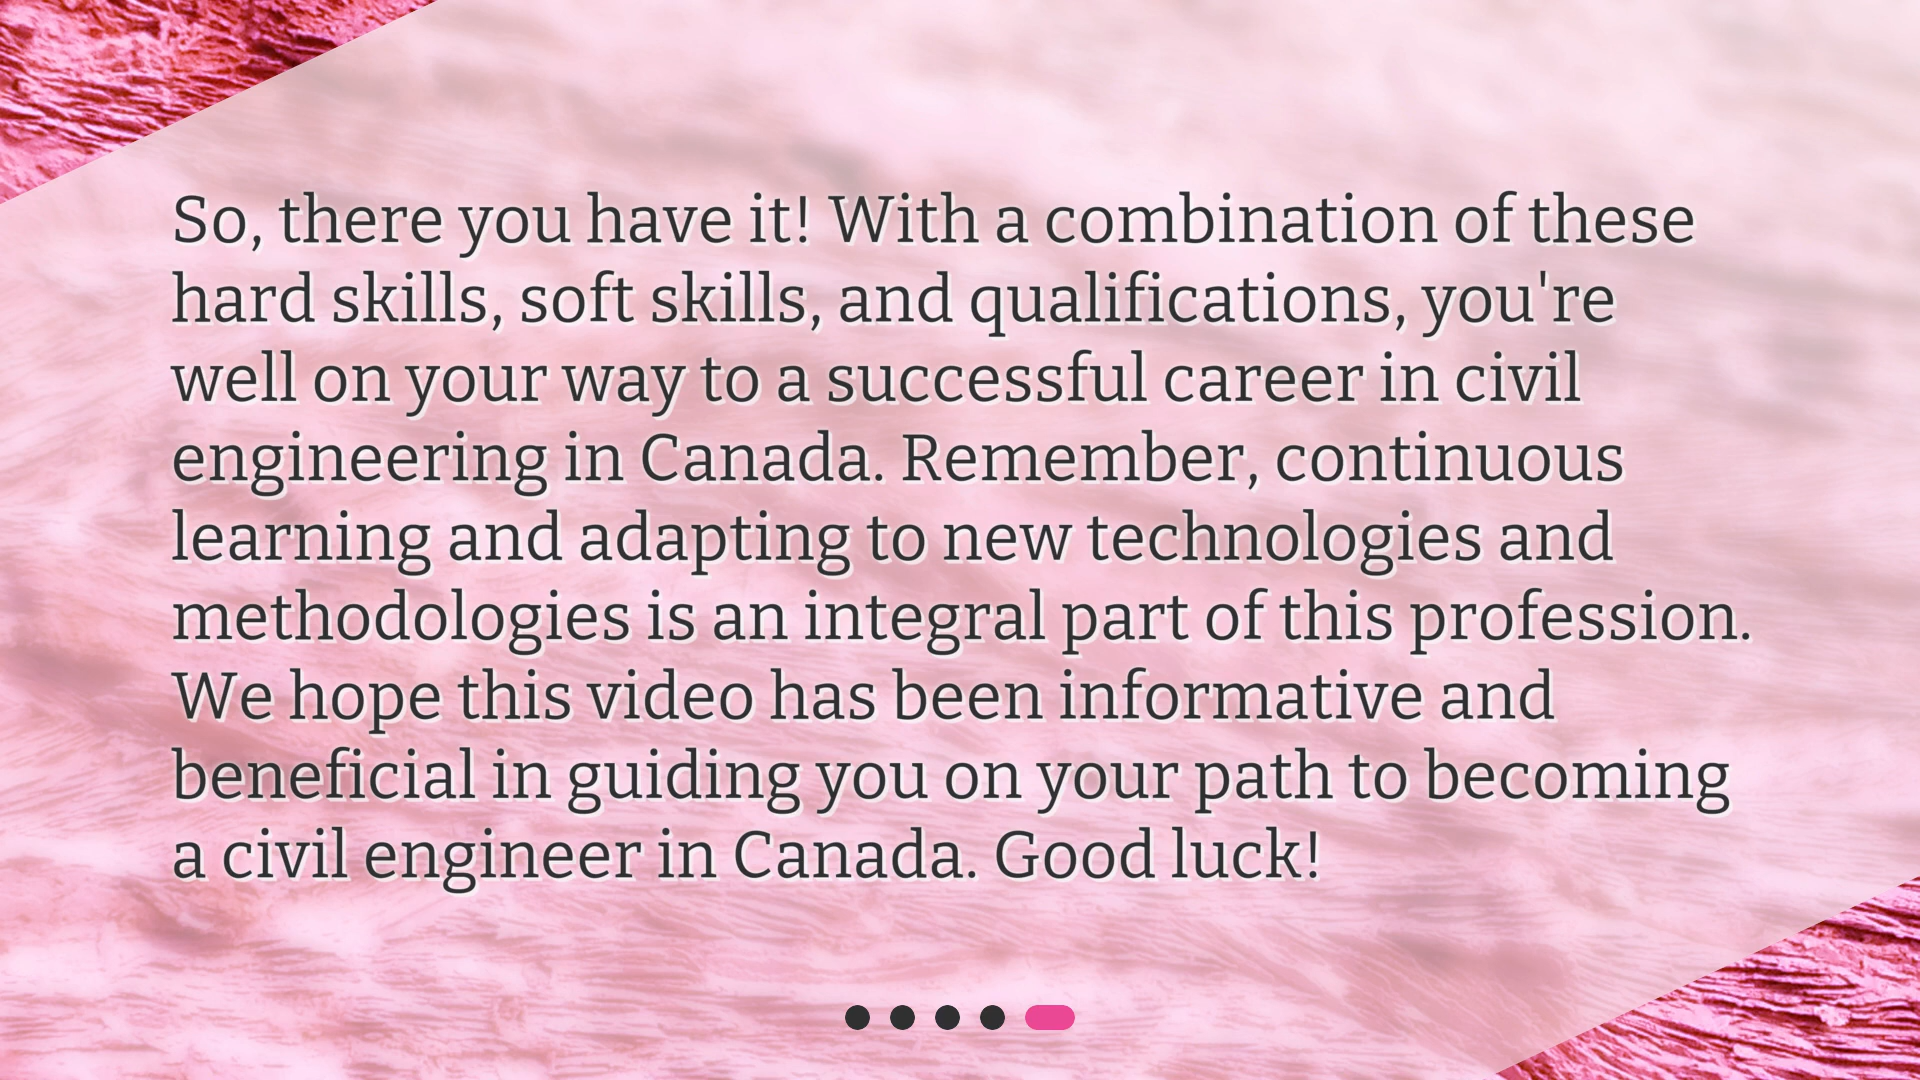 So, there you have it! With a combination of these
hard skills, soft skills, and qualifications, you're
well on your way to a successful career in civil
engineering in Canada. Remember, continuous
learning and adapting to new technologies and
methodologies is an integral part of this profession.
We hope this video has been informative and
beneficial in guiding you on your path to becoming
a civil engineer in Canada. Good luck!